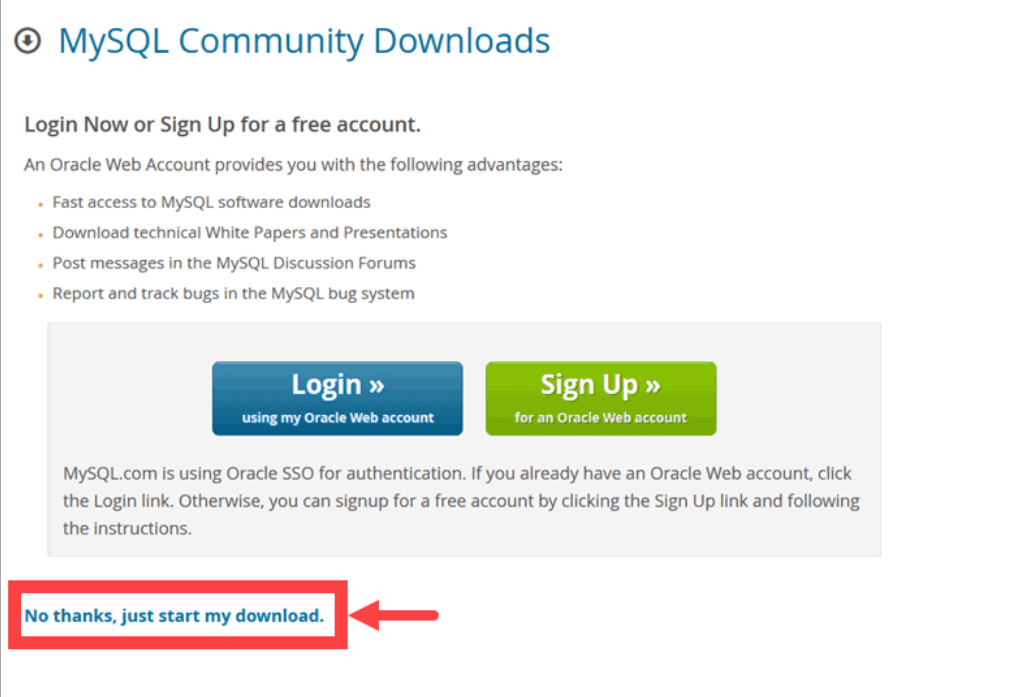 MySQL Community Downloads
Login Now or Sign Up for a free account.
An Oracle Web Account provides you with the following advantages:
Fast access to MySQL software downloads
Download technical White Papers and Presentations
Post messages in the MySQL Discussion Forums
Report and track bugs in the MySQL bug system
Login »
using my Oracle Web account
Sign Up »
for an Oracle Web account
MySQL.com is using Oracle SSO for authentication. If you already have an Oracle Web account, click
the Login link. Otherwise, you can signup for a free account by clicking the Sign Up link and following
the instructions.
No thanks, just start my download.